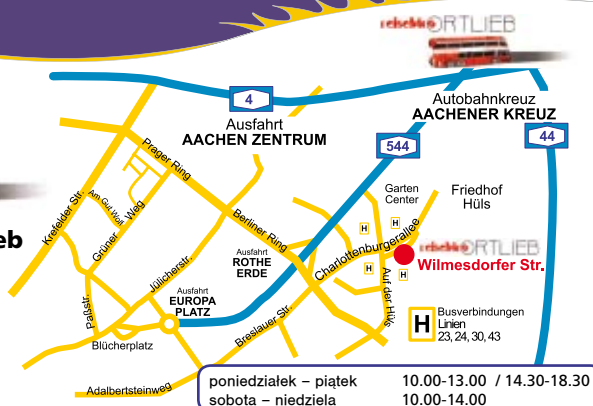 reisebüro ORTLIEB
4
Autobahnkreuz
AACHENER KREUZ
Ausfahrt
AACHEN ZENTRUM
544
44
Prager Ring
Garten
Center
Friedhof
Hüls
Krefelder Str.
Am Gut Wolf
Grüner Weg
Berliner Ring
eb
Charlottenburgerallee
H
H
H
H
reisebüro ORTLIEB
Wilmesdorfer Str.
Ausfahrt
ROTHE
ERDE
Jülicherstr.
Ausfahrt
EUROPA
PLATZ
Paßstr.
Auf der Hüls
Breslauer Str.
H
Busverbindungen
Linien
23, 24, 30, 43
Blücherplatz
Adalbertsteinweg
poniedziałek – piątek 10.00-13.00 / 14.30-18.30
sobota – niedziela 10.00-14.00